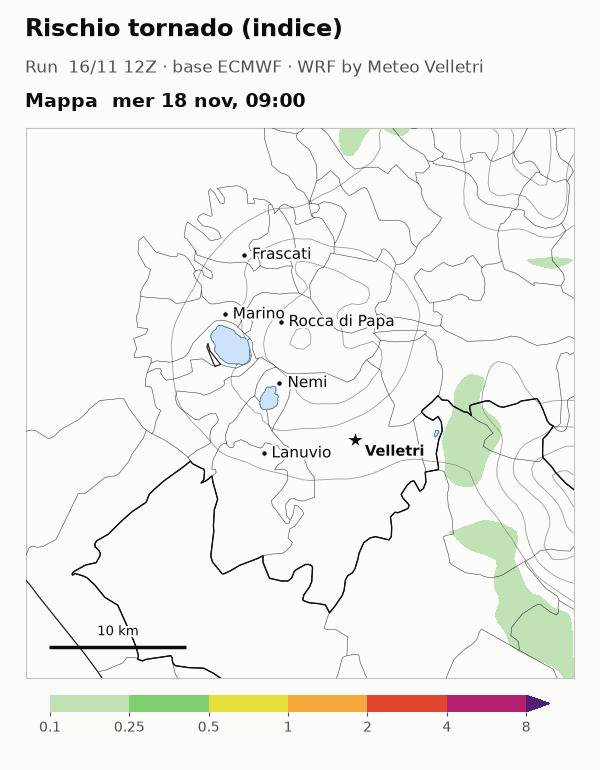 Rischio tornado (indice)
Run  16/11 12Z · base ECMWF · WRF by Meteo Velletri
Mappa  mer 18 nov, 09:00
Frascati
Marino
Rocca di Papa
Nemi
Velletri
Lanuvio
10 km
0.1 0.25 0.5 1 2 4 8